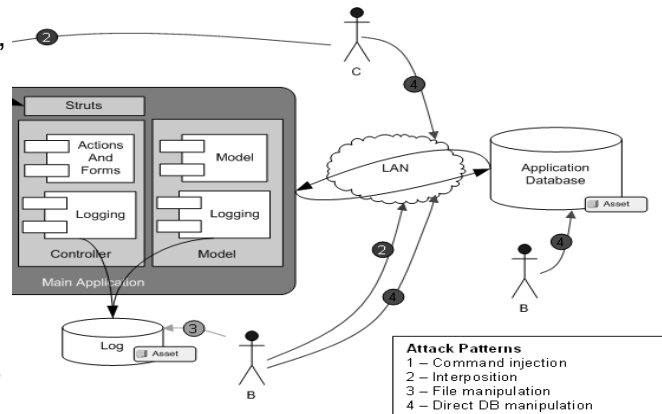 ,
2
C
4
Struts
Actions
And
Forms
Logging
Controller
Model
Logging
Model
Main Application
LAN
Application
Database
Asset
2
4
4
B
3
Log
Asset
B
Attack Patterns
1 – Command injection
2 – Interposition
3 – File manipulation
4 – Direct DB manipulation